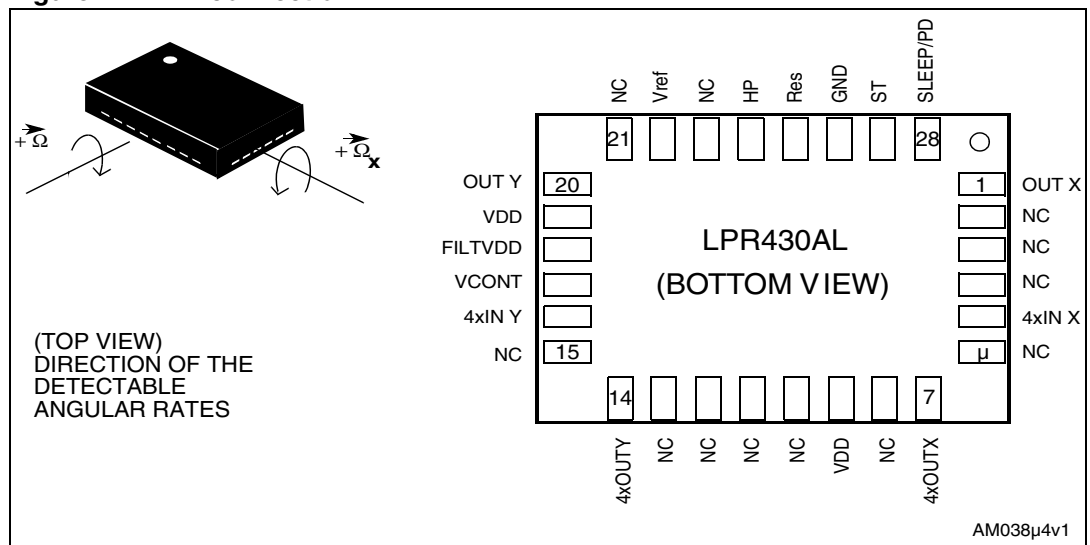 NC
Vref
NC
HP
Res
GND
ST
SLEEP/PD
21
28
+ Ω
+ Ωx
OUT Y
20
1
OUT X
VDD
NC
FILTVDD
LPR430AL
NC
VCONT
(BOTTOM VIEW)
NC
4xIN Y
4xIN X
NC
15
µ
NC
(TOP VIEW)
DIRECTION OF THE
DETECTABLE
ANGULAR RATES
14
7
4xOUTY
NC
NC
NC
NC
VDD
NC
4xOUTX
AM038µ4v1